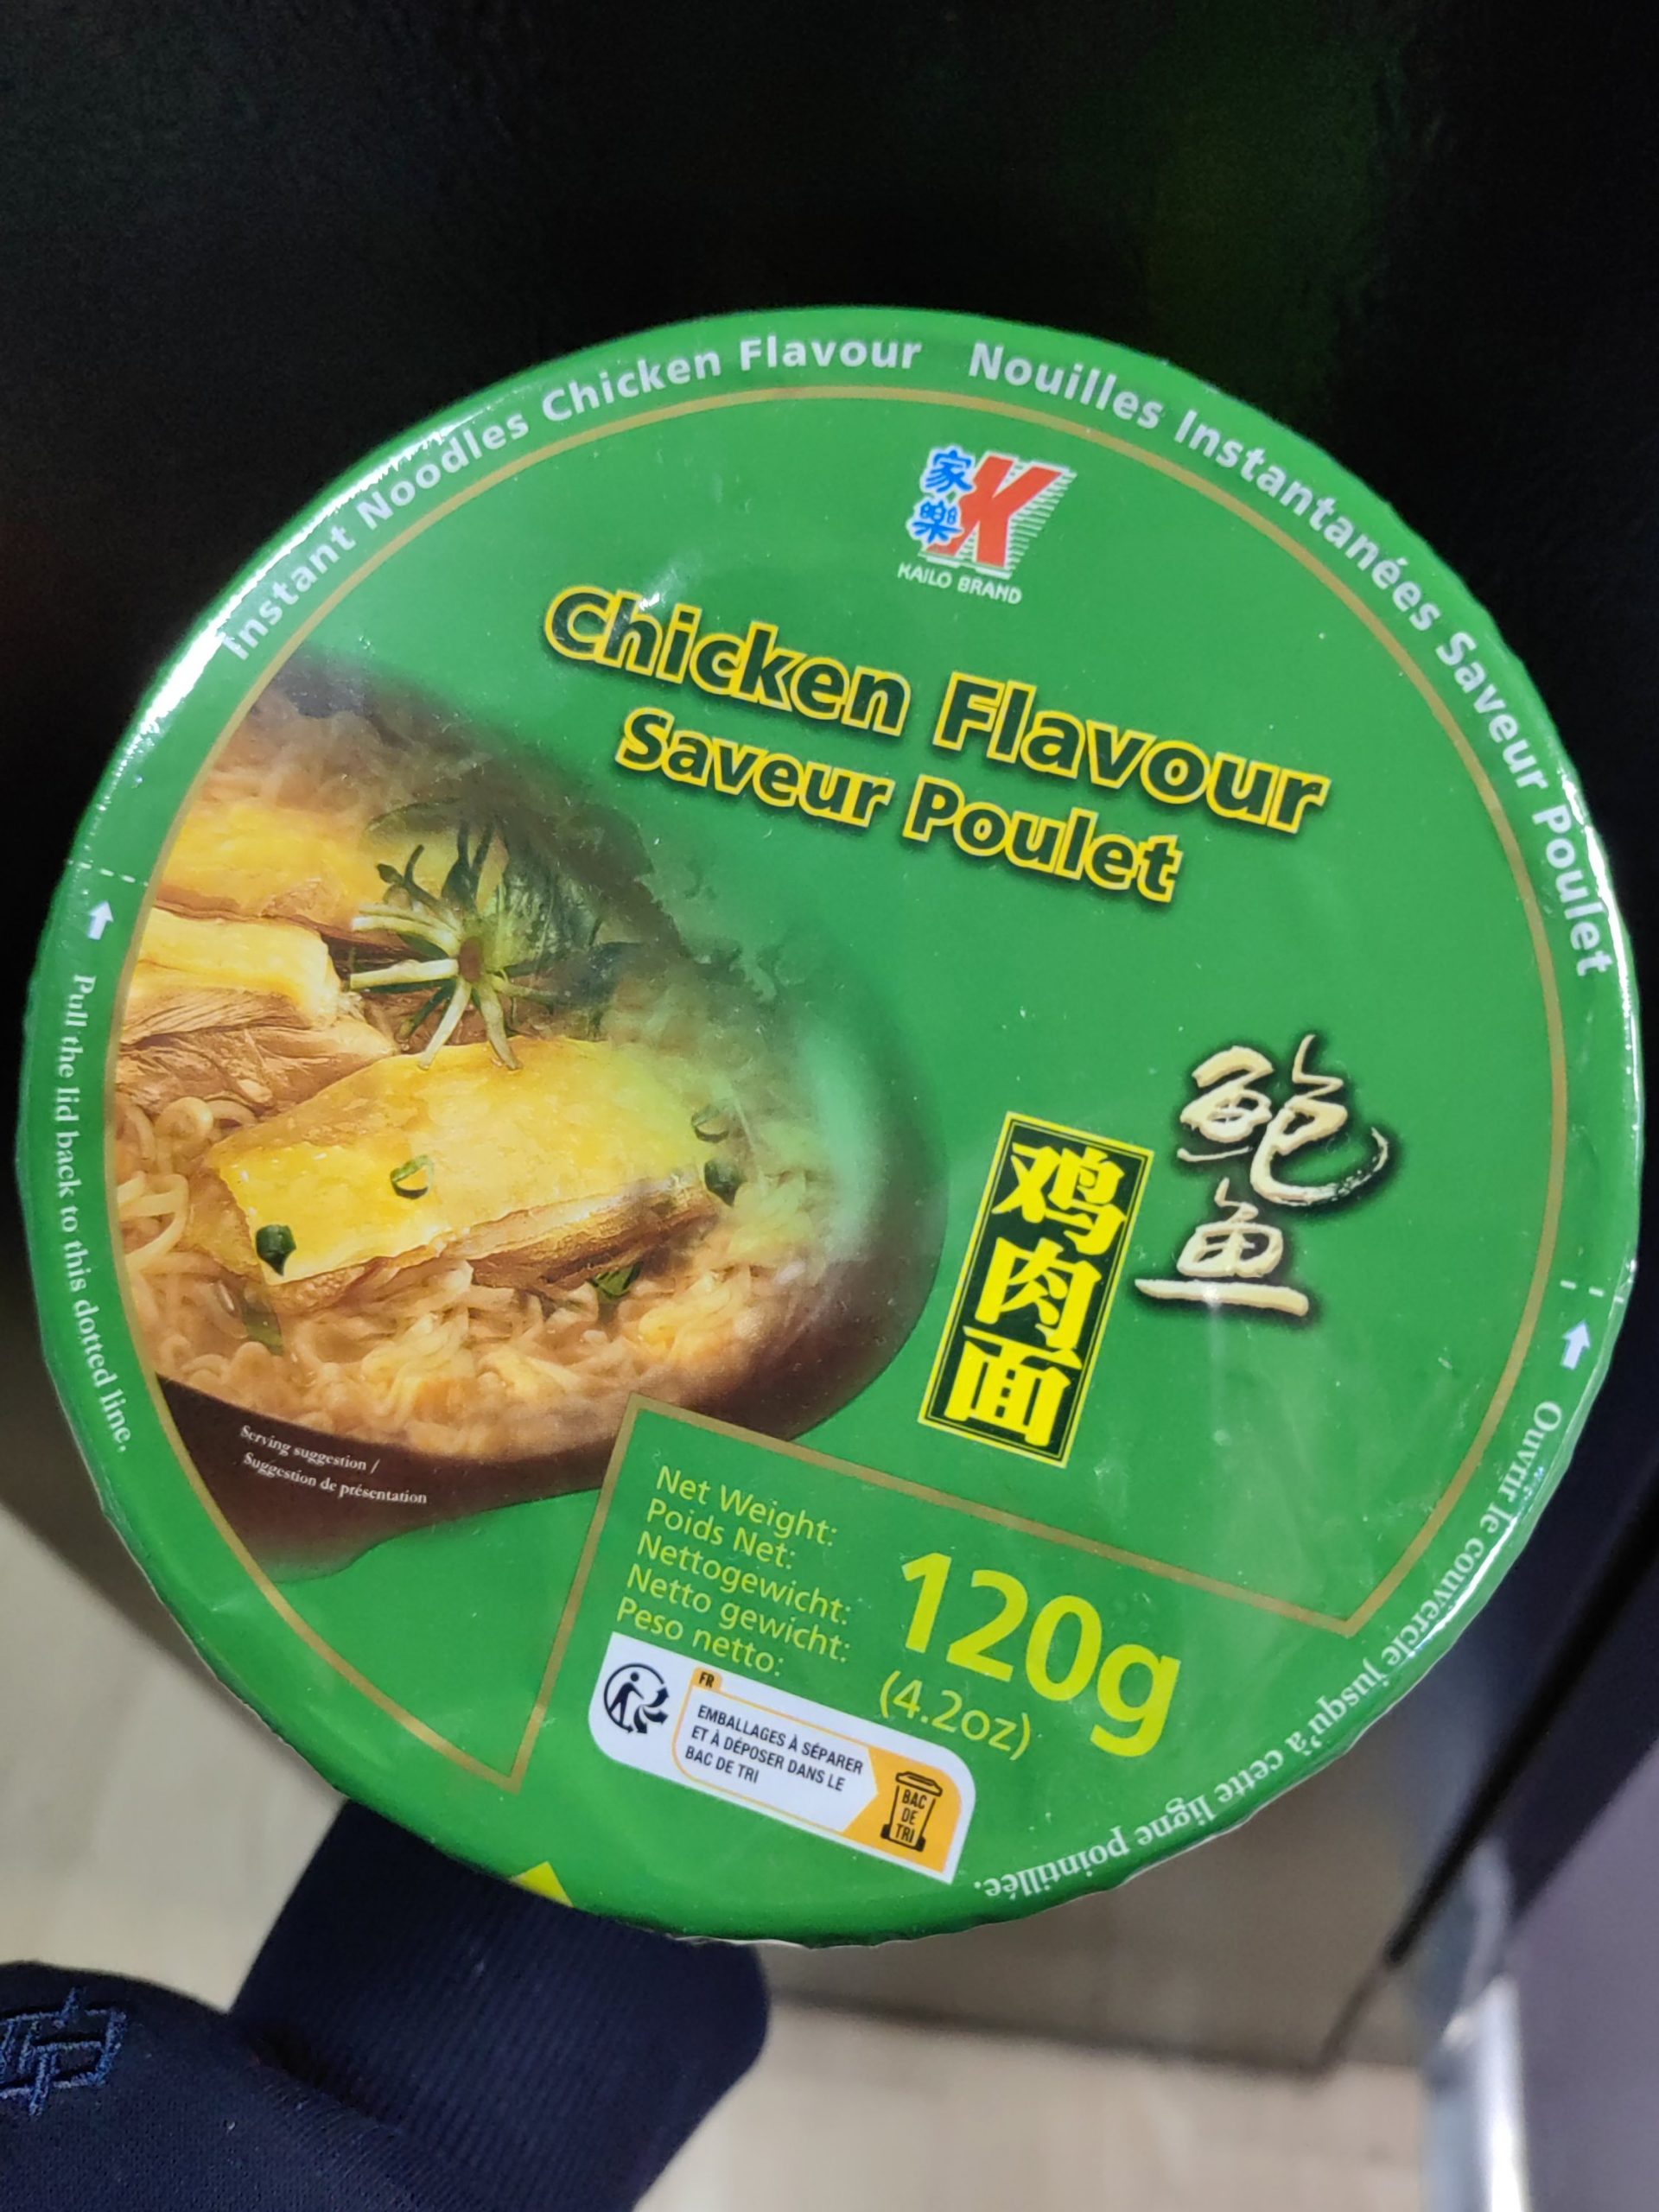 Instant Noodles Chicken Flavour Nouilles Instantanées Saveur Poulet
家樂
K
KAILO BRAND
Chicken Flavour
Saveur Poulet
鲍鱼
鸡肉面
Serving suggestion /
Suggestion de présentation
Net Weight:
Poids Net:
Nettogewicht:
Netto gewicht:
Peso netto:
120g
(4.2oz)
FR
EMBALLAGES À SÉPARER
ET À DÉPOSER DANS LE
BAC DE TRI
BAC
DE
TRI
Pull the lid back to this dotted line.
Ouvrir le couvercle jusqu'à cette ligne pointillée.